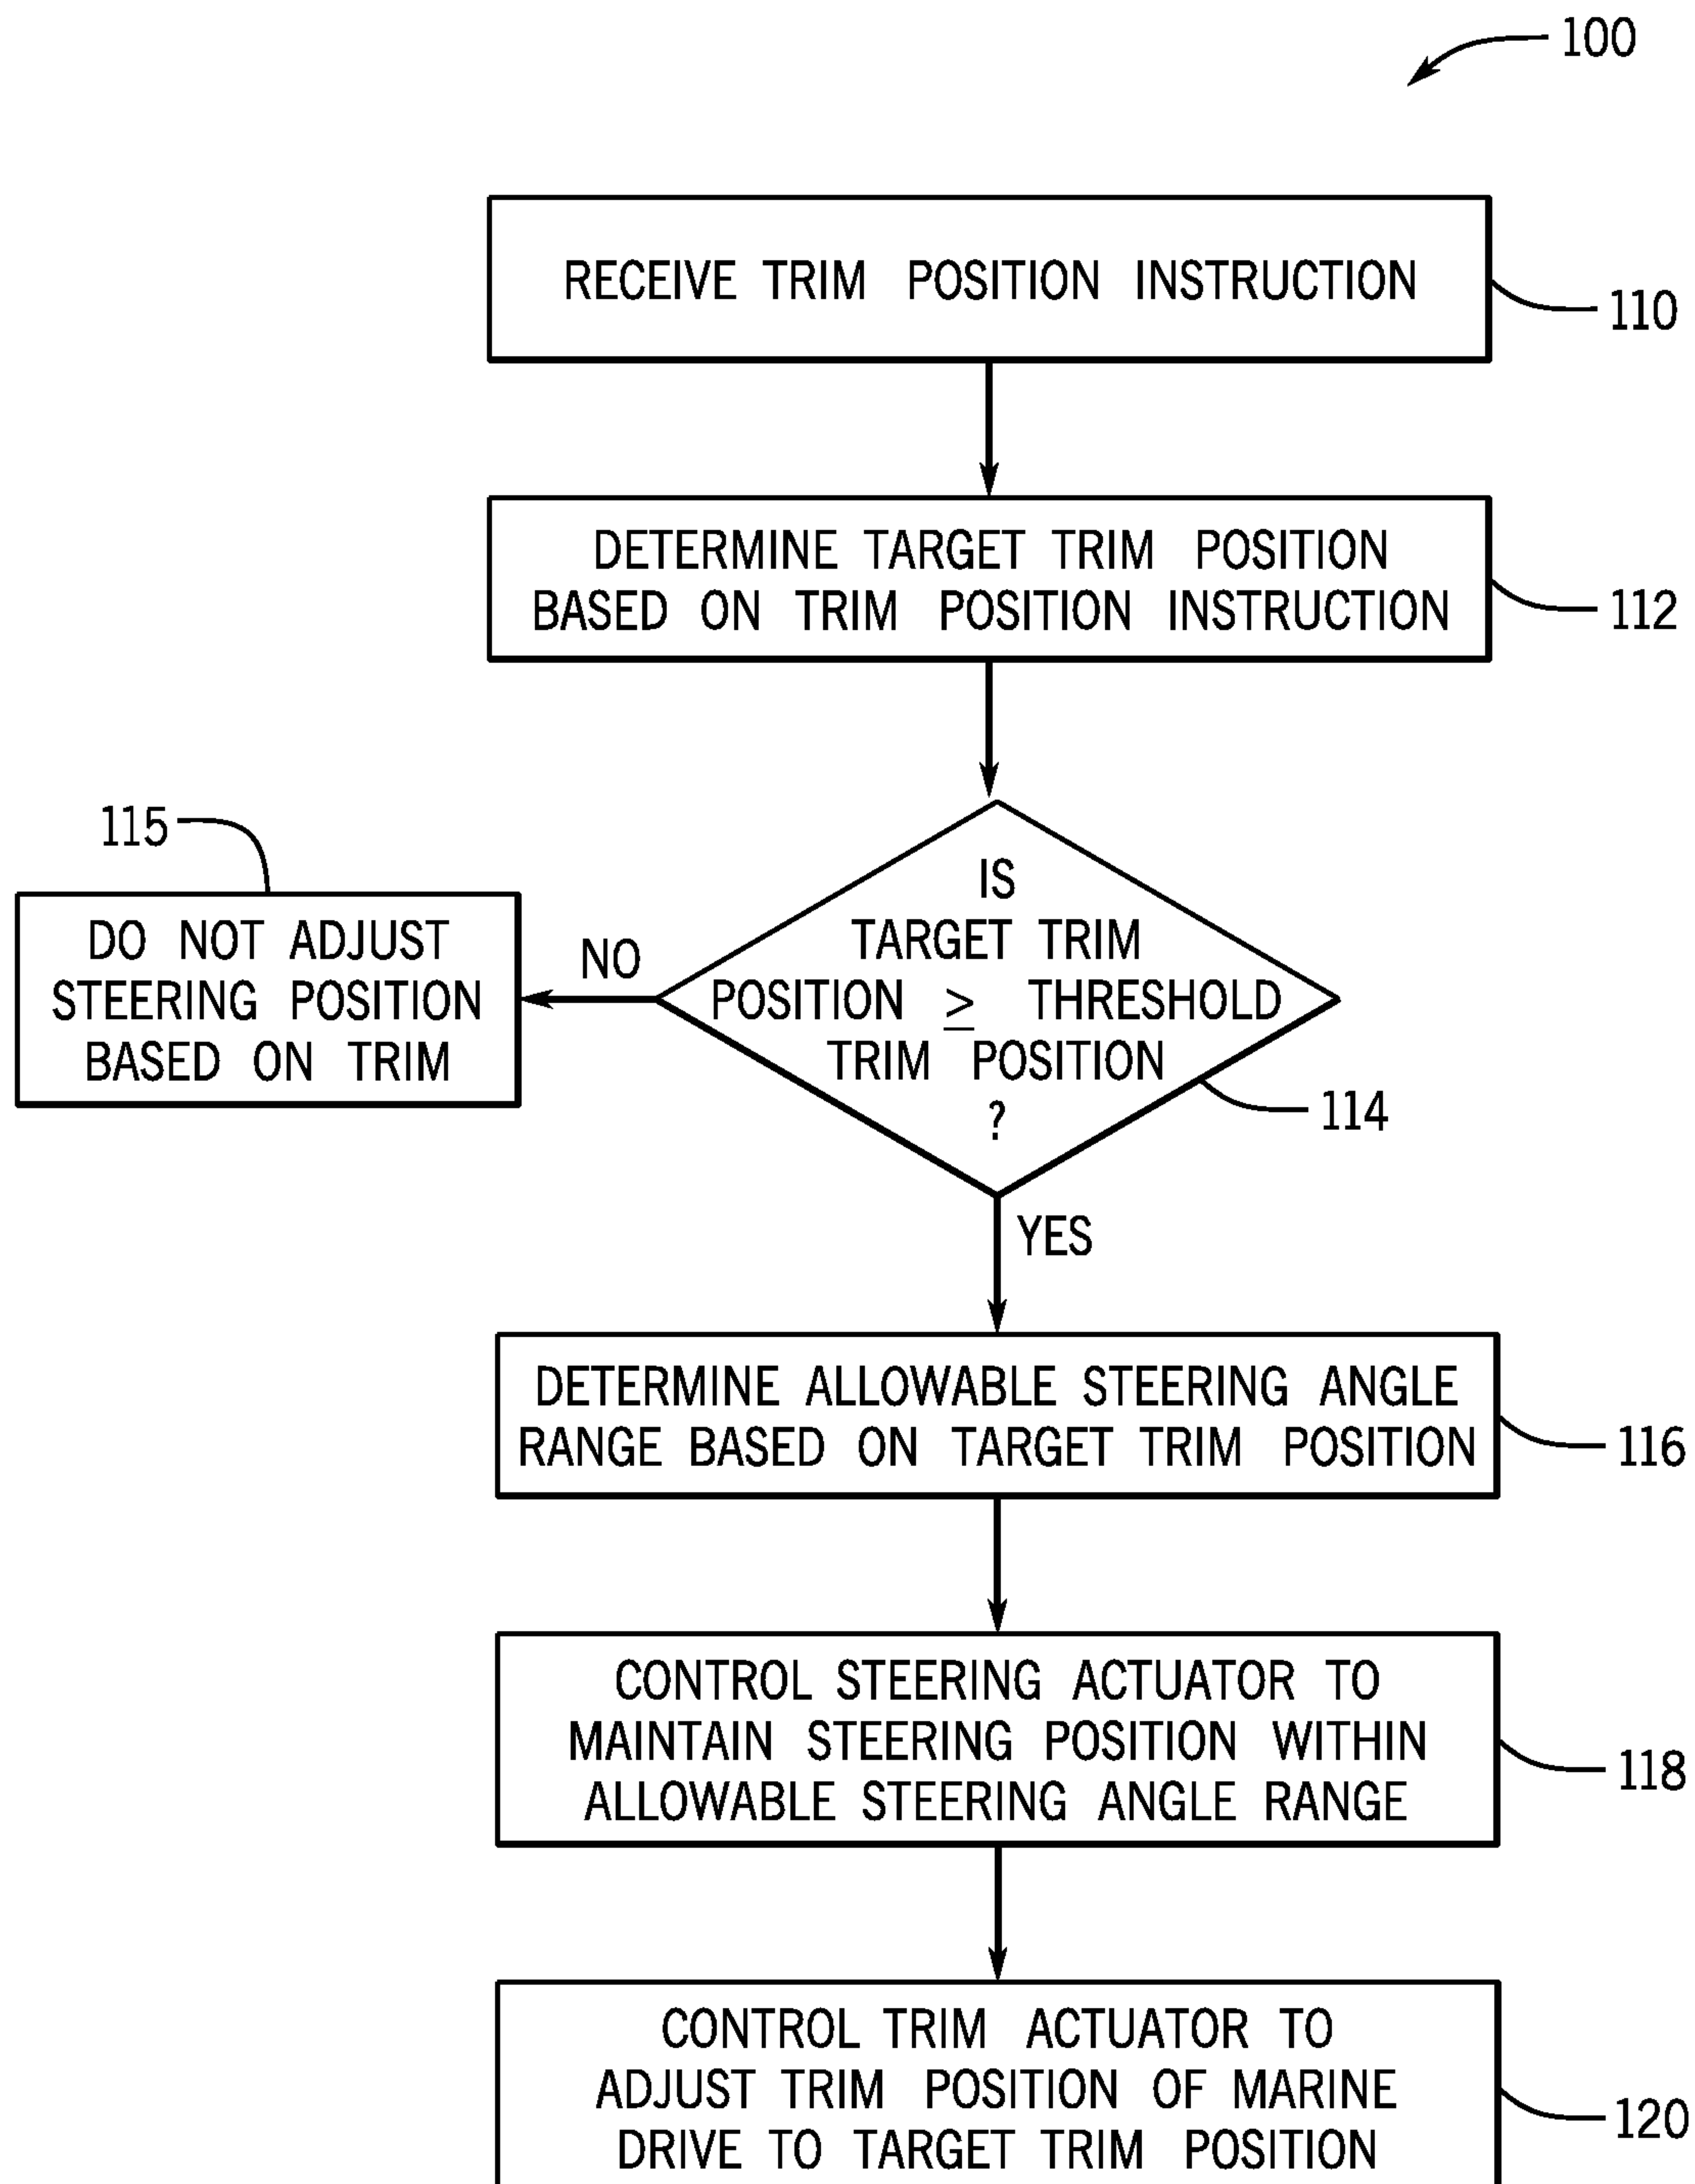 100
RECEIVE TRIM POSITION INSTRUCTION
110
DETERMINE TARGET TRIM POSITION
BASED ON TRIM POSITION INSTRUCTION
112
IS
TARGET TRIM
POSITION ≥ THRESHOLD
TRIM POSITION
?
114
NO
115
DO NOT ADJUST
STEERING POSITION
BASED ON TRIM
YES
DETERMINE ALLOWABLE STEERING ANGLE
RANGE BASED ON TARGET TRIM POSITION
116
CONTROL STEERING ACTUATOR TO
MAINTAIN STEERING POSITION WITHIN
ALLOWABLE STEERING ANGLE RANGE
118
CONTROL TRIM ACTUATOR TO
ADJUST TRIM POSITION OF MARINE
DRIVE TO TARGET TRIM POSITION
120